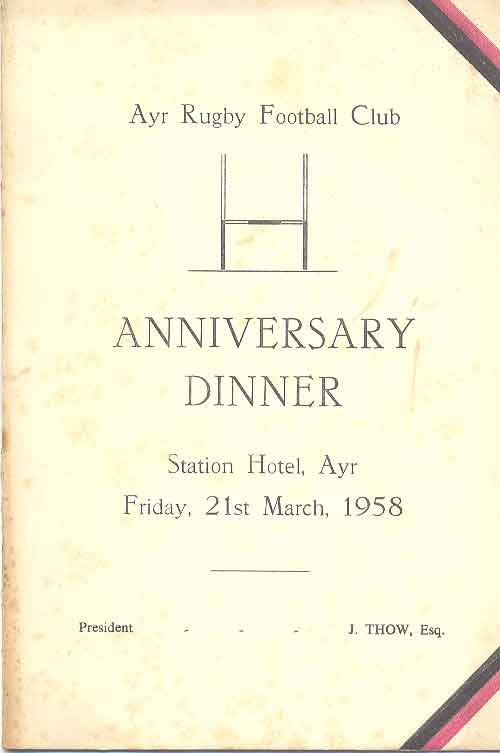 Ayr Rugby Football Club
ANNIVERSARY
DINNER
Station Hotel, Ayr
Friday, 21st March, 1958
President - - - J. THOW, Esq.